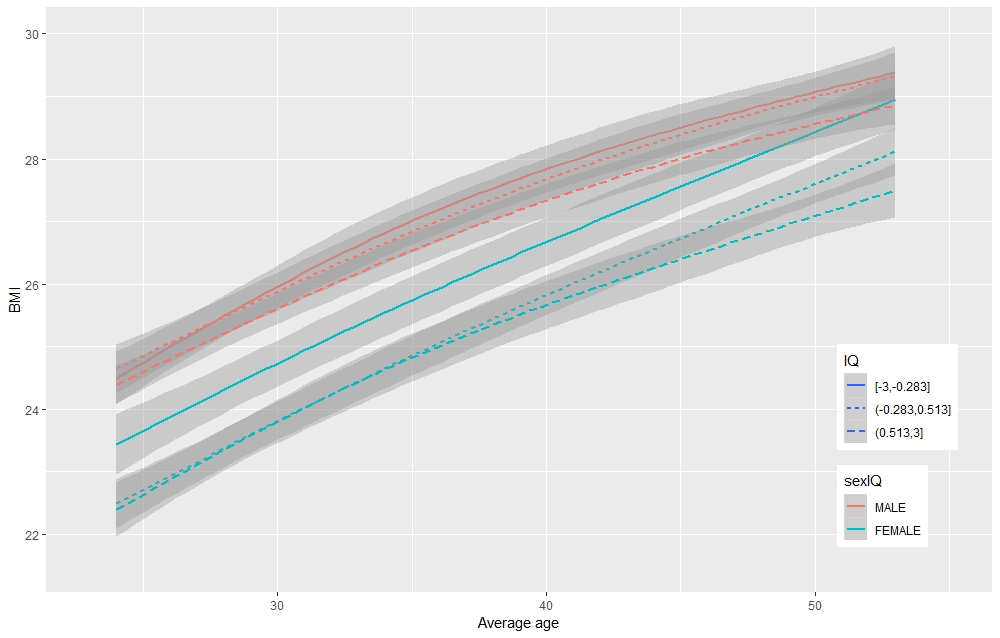 30
28
26
24
22
BMI
30
40
50
Average age
IQ
[-3,-0.283]
(-0.283,0.513]
(0.513,3]
sexIQ
MALE
FEMALE